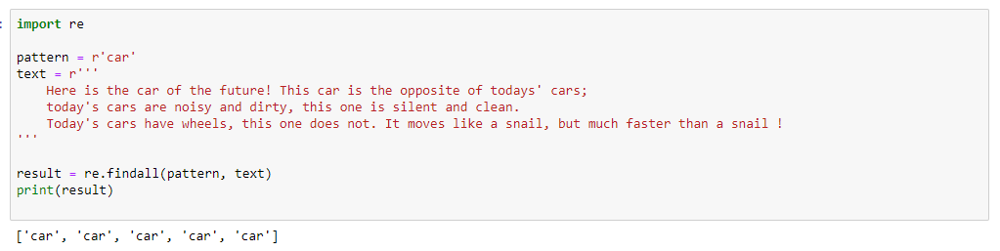 import re
pattern = r'car'
text = r'''
    Here is the car of the future! This car is the opposite of todays' cars;
    today's cars are noisy and dirty, this one is silent and clean.
    Today's cars have wheels, this one does not. It moves like a snail, but much faster than a snail !
'''
result = re.findall(pattern, text)
print(result)
['car', 'car', 'car', 'car', 'car']